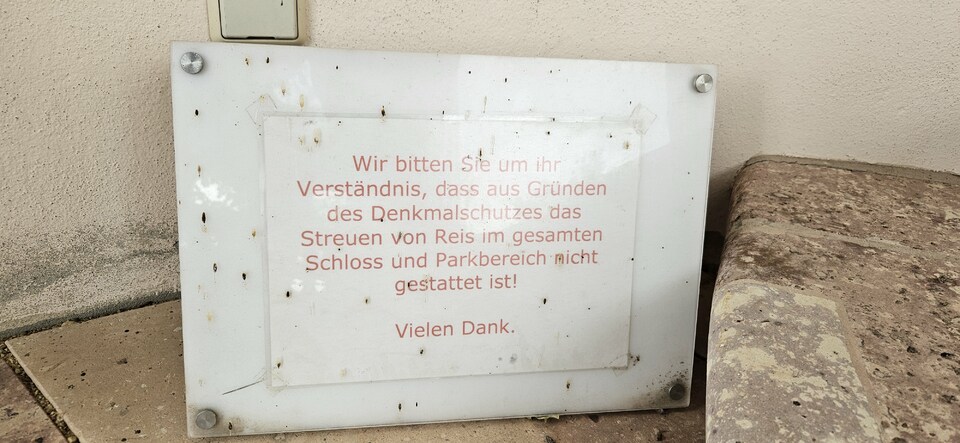 Wir bitten Sie um ihr
Verständnis, dass aus Gründen
des Denkmalschutzes das
Streuen von Reis im gesamten
Schloss und Parkbereich nicht
gestattet ist!
Vielen Dank.